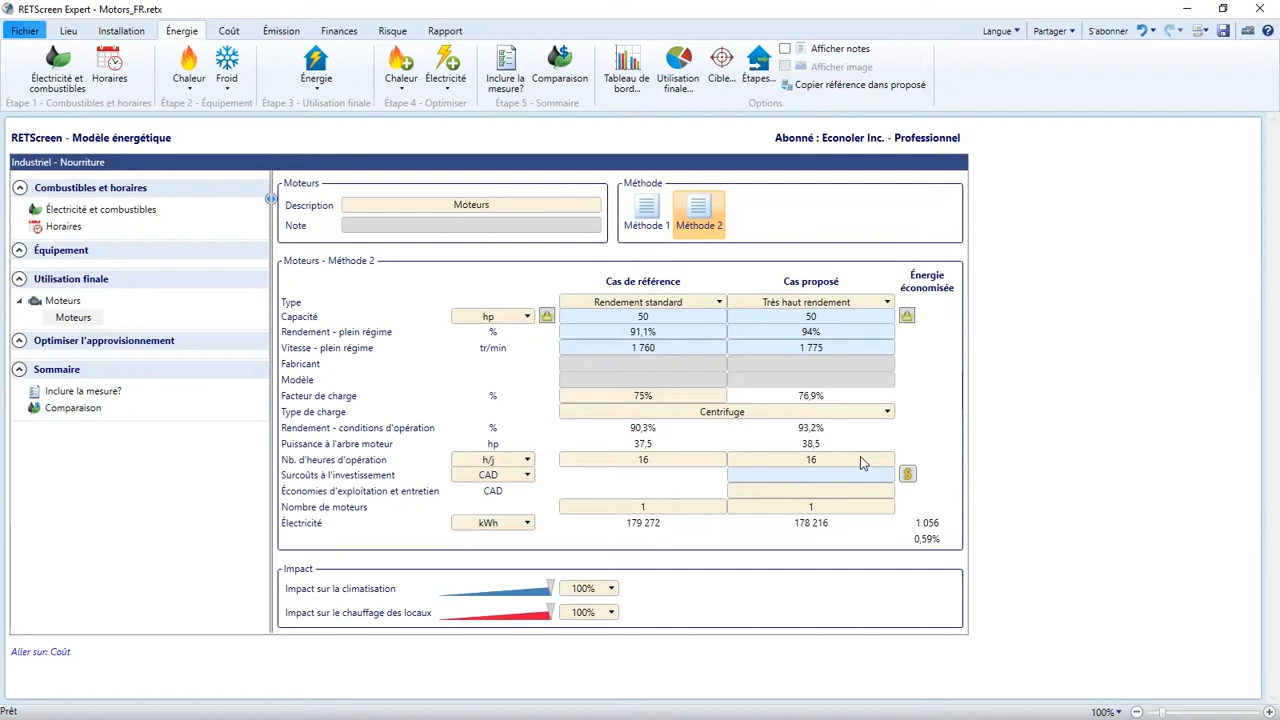 RETScreen Expert - Motors_FR.retx
Fichier Lieu Installation Énergie Coût Émission Finances Risque Rapport Langue Partager S'abonner
Électricité et combustibles Horaires Chaleur Froid Énergie Chaleur Électricité Inclure la mesure? Comparaison Tableau de bord... Utilisation finale... Cible... Étapes...
Afficher notes
Afficher image
Copier référence dans proposé
Étape 1 - Combustibles et horaires Étape 2 - Équipement Étape 3 - Utilisation finale Étape 4 - Optimiser Étape 5 - Sommaire Options
RETScreen - Modèle énergétique Abonné : Econoler Inc. - Professionnel
Industriel - Nourriture
Combustibles et horaires
Électricité et combustibles
Horaires
Équipement
Utilisation finale
Moteurs
Moteurs
Optimiser l'approvisionnement
Sommaire
Inclure la mesure?
Comparaison
Moteurs
Description Moteurs
Note
Méthode
Méthode 1 Méthode 2
Moteurs - Méthode 2
Cas de référence Cas proposé Énergie économisée
Type Rendement standard Très haut rendement
Capacité hp 50 50
Rendement - plein régime % 91,1% 94%
Vitesse - plein régime tr/min 1 760 1 775
Fabricant
Modèle
Facteur de charge % 75% 76,9%
Type de charge Centrifuge
Rendement - conditions d'opération % 90,3% 93,2%
Puissance à l'arbre moteur hp 37,5 38,5
Nb. d'heures d'opération h/j 16 16
Surcoûts à l'investissement CAD $
Économies d'exploitation et entretien CAD
Nombre de moteurs 1 1
Électricité kWh 179 272 178 216 1 056
0,59%
Impact
Impact sur la climatisation 100%
Impact sur le chauffage des locaux 100%
Aller sur: Coût
Prêt 100%